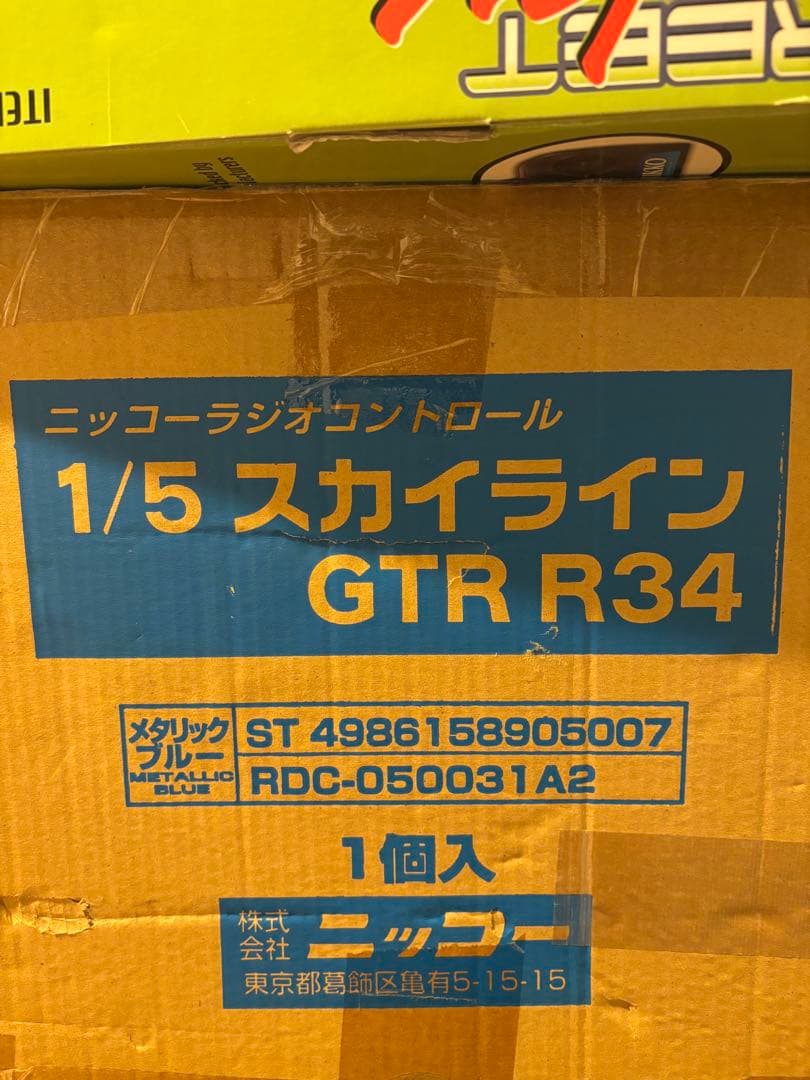 ニッコーラジオコントロール
1/5 スカイライン
GTR R34
メタリック
ブルー
METALLIC
BLUE
ST 4986158905007
RDC-050031A2
1個入
株式
会社
ニッコー
東京都葛飾区亀有5-15-15